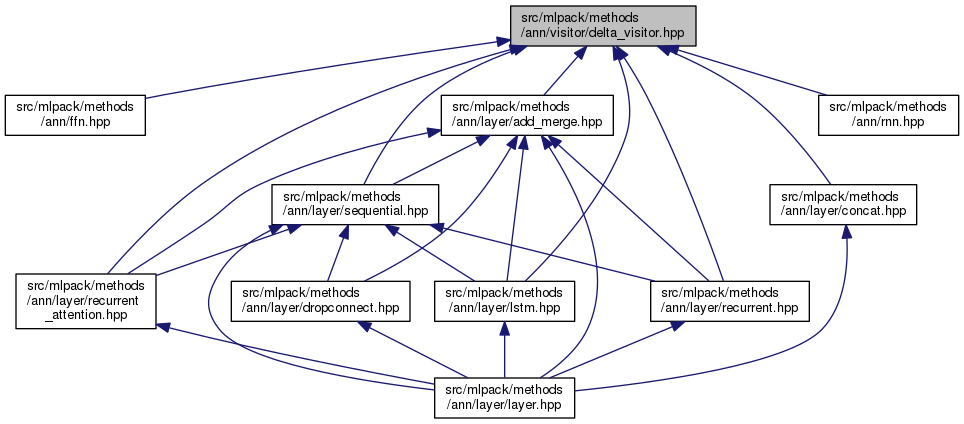 src/mlpack/methods
/ann/visitor/delta_visitor.hpp
src/mlpack/methods
/ann/ffn.hpp
src/mlpack/methods
/ann/layer/add_merge.hpp
src/mlpack/methods
/ann/rnn.hpp
src/mlpack/methods
/ann/layer/sequential.hpp
src/mlpack/methods
/ann/layer/concat.hpp
src/mlpack/methods
/ann/layer/recurrent
_attention.hpp
src/mlpack/methods
/ann/layer/dropconnect.hpp
src/mlpack/methods
/ann/layer/lstm.hpp
src/mlpack/methods
/ann/layer/recurrent.hpp
src/mlpack/methods
/ann/layer/layer.hpp